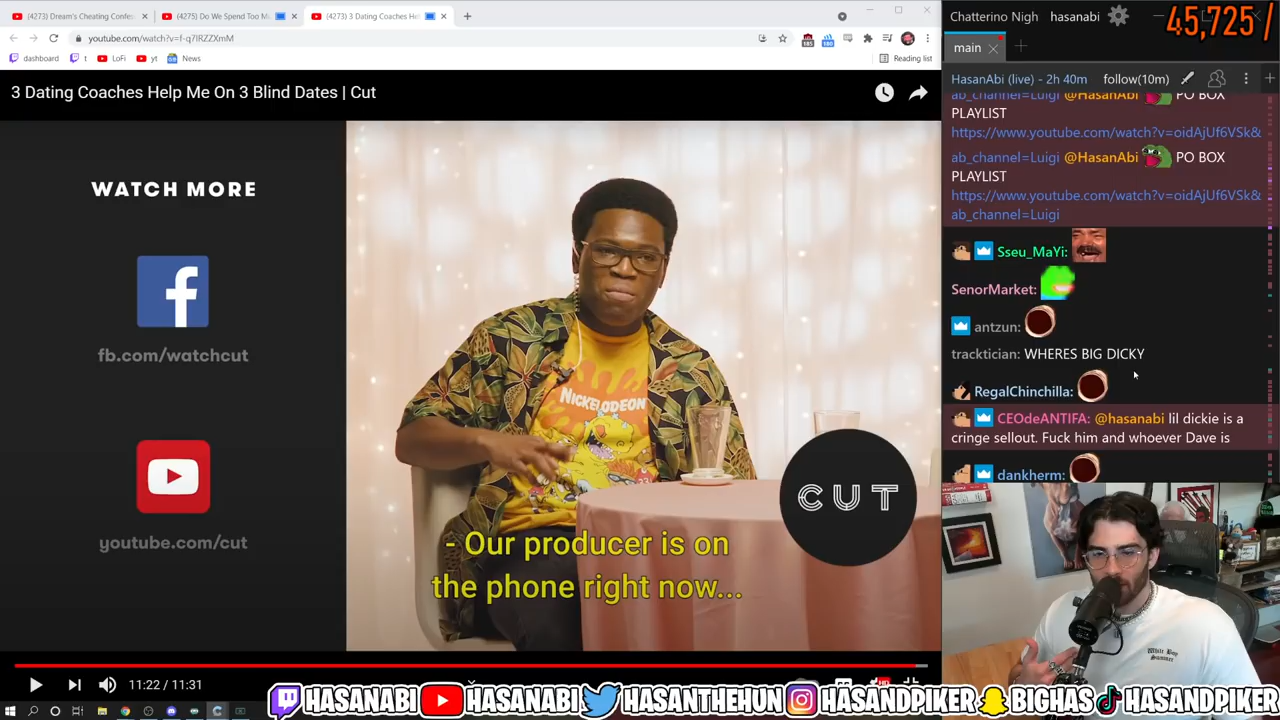 (4273) Dream's Cheating Confes
(4275) Do We Spend Too M
(4273) 3 Dating Coaches He
youtube.com/watch?v=f-q7lRZZXmM
dashboard
t
LoFi
yt
News
Reading list
3 Dating Coaches Help Me On 3 Blind Dates | Cut
WATCH MORE
fb.com/watchcut
youtube.com/cut
NICKELODEON
CUT
- Our producer is on
the phone right now...
11:22 / 11:31
Chatterino Nigh
hasanabi
45,725 /
main
HasanAbi (live) - 2h 40m
follow(10m)
ab_channel=Luigi @HasanAbi PO BOX
PLAYLIST
https://www.youtube.com/watch?v=oidAjUf6VSk&
ab_channel=Luigi @HasanAbi PO BOX
PLAYLIST
https://www.youtube.com/watch?v=oidAjUf6VSk&
ab_channel=Luigi
Sseu_MaYi:
SenorMarket:
antzun:
tracktician: WHERES BIG DICKY
RegalChinchilla:
CEOdeANTIFA: @hasanabi lil dickie is a
cringe sellout. Fuck him and whoever Dave is
dankherm:
White Boy
Summer
HASANABI HASANABI HASANTHEHUN HASANDPIKER BIGHAS HASANDPIKER